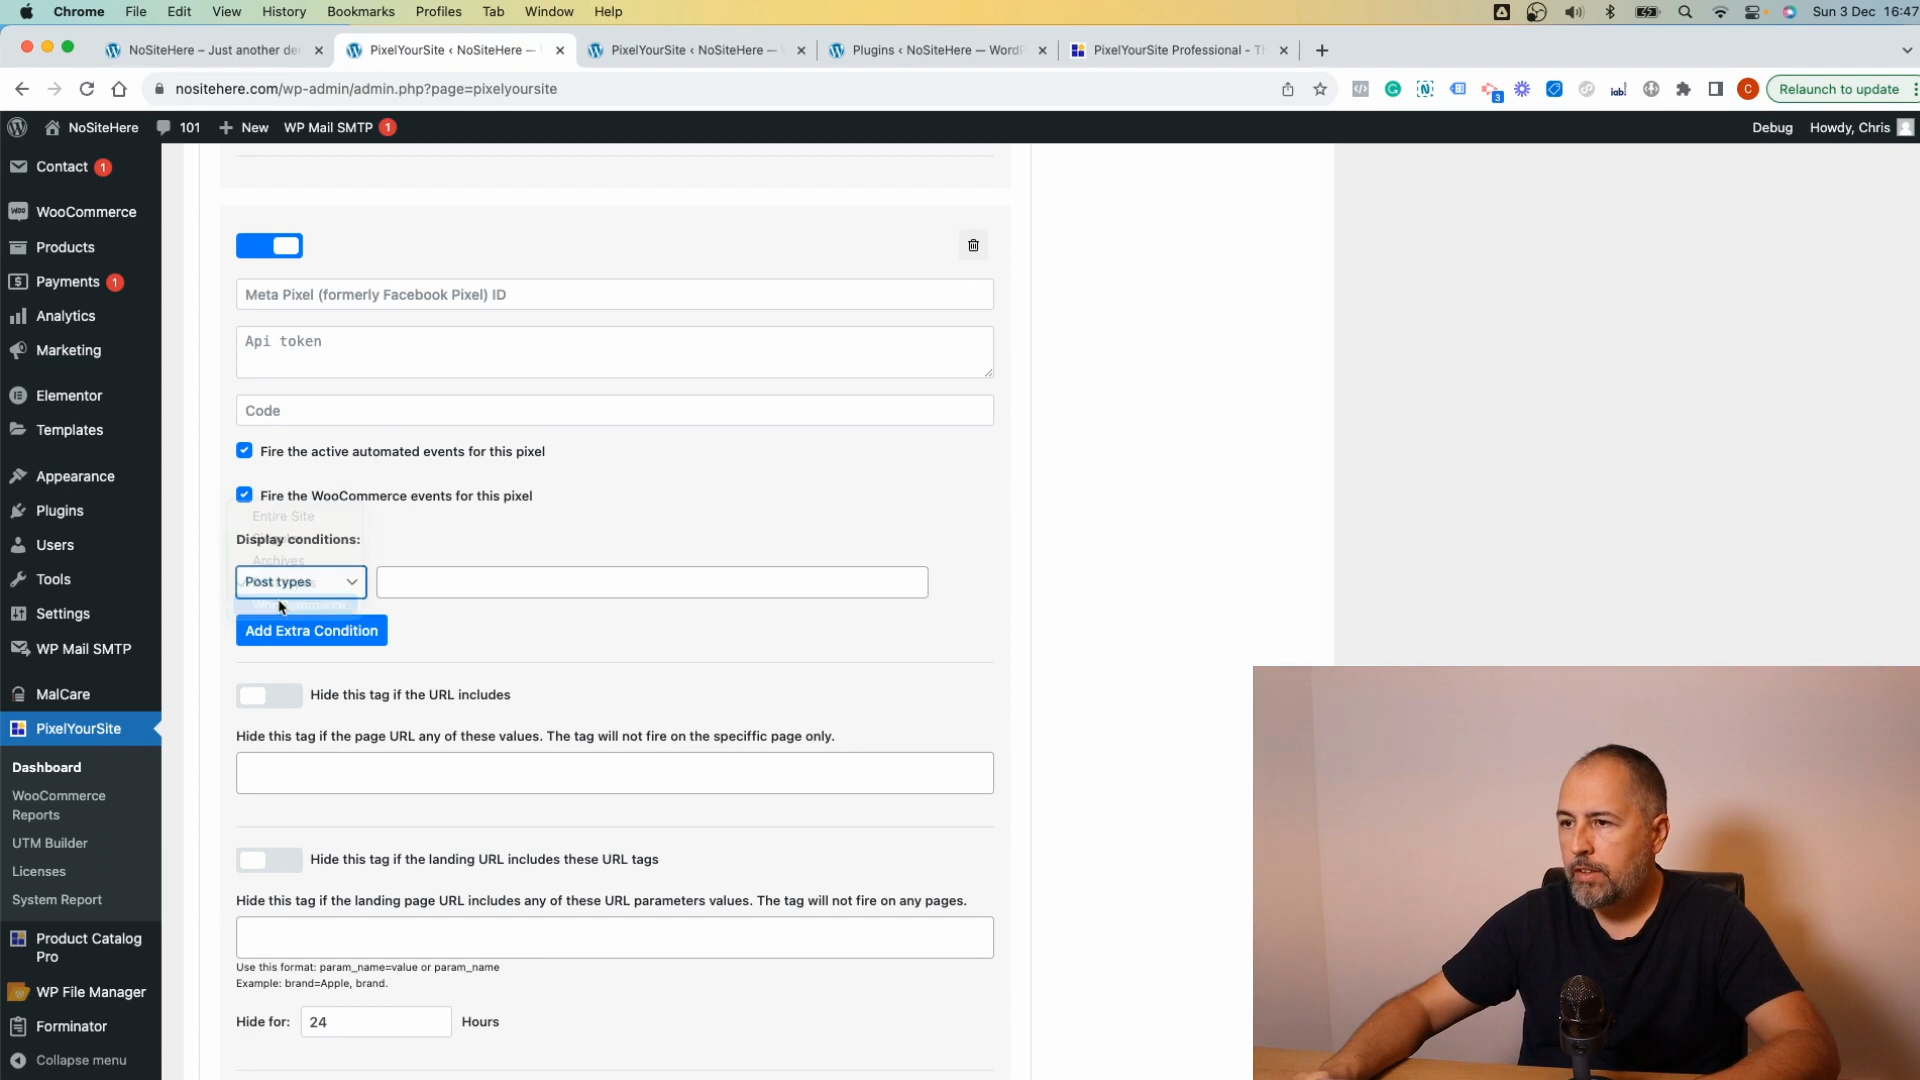 Chrome File Edit View History Bookmarks Profiles Tab Window Help
Sun 3 Dec 16:47
NoSiteHere – Just another de
PixelYourSite ‹ NoSiteHere —
PixelYourSite ‹ NoSiteHere —
Plugins ‹ NoSiteHere — WordP
PixelYourSite Professional - Th
nositehere.com/wp-admin/admin.php?page=pixelyoursite
iab!
3
C
Relaunch to update
NoSiteHere 101 New WP Mail SMTP 1
Debug Howdy, Chris
Contact 1
WooCommerce
Products
Payments 1
Analytics
Marketing
Elementor
Templates
Appearance
Plugins
Users
Tools
Settings
WP Mail SMTP
MalCare
PixelYourSite
Dashboard
WooCommerce
Reports
UTM Builder
Licenses
System Report
Product Catalog
Pro
WP File Manager
Forminator
Collapse menu
Meta Pixel (formerly Facebook Pixel) ID
Api token
Code
Fire the active automated events for this pixel
Fire the WooCommerce events for this pixel
Entire Site
Display conditions:
Archives
Post types
Add Extra Condition
Hide this tag if the URL includes
Hide this tag if the page URL any of these values. The tag will not fire on the speciffic page only.
Hide this tag if the landing URL includes these URL tags
Hide this tag if the landing page URL includes any of these URL parameters values. The tag will not fire on any pages.
Use this format: param_name=value or param_name
Example: brand=Apple, brand.
Hide for: 24 Hours